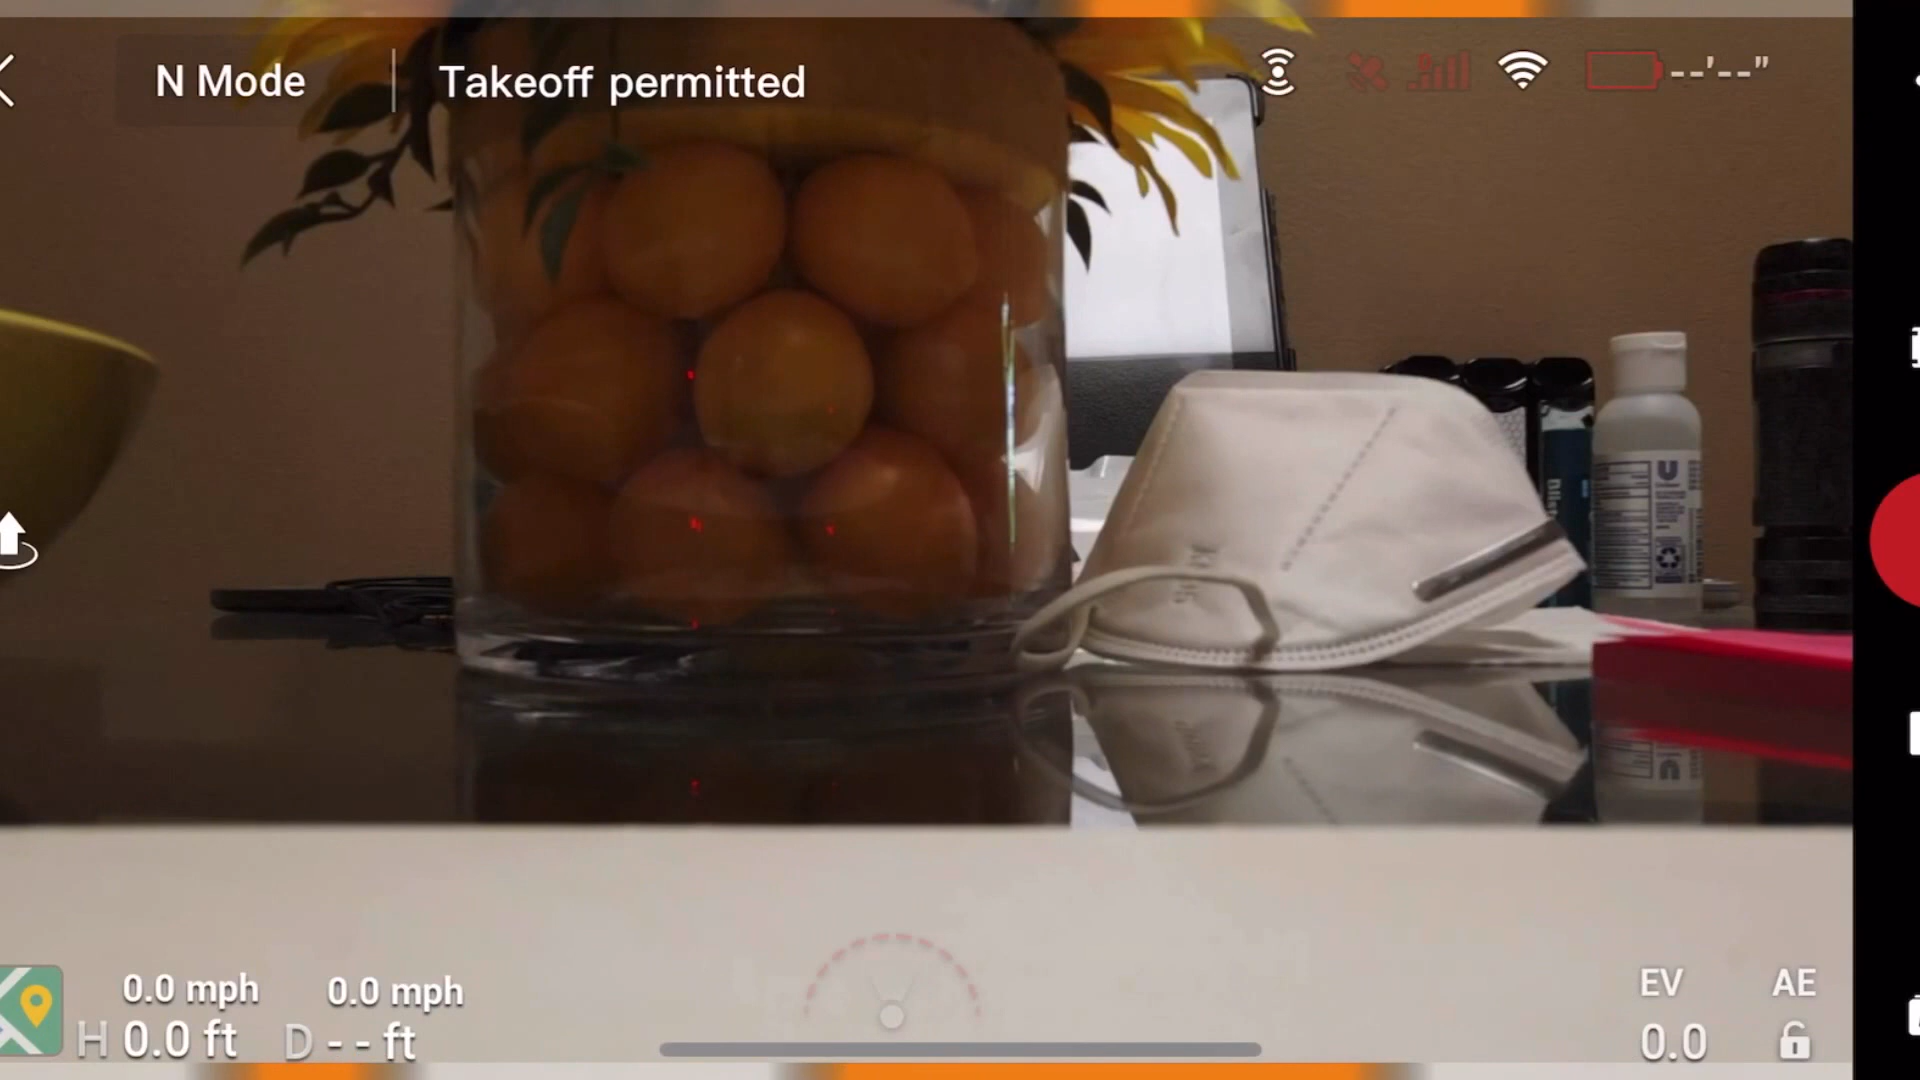 N Mode
Takeoff permitted
--'--"
0.0 mph
0.0 mph
H 0.0 ft
D -- ft
EV
0.0
AE